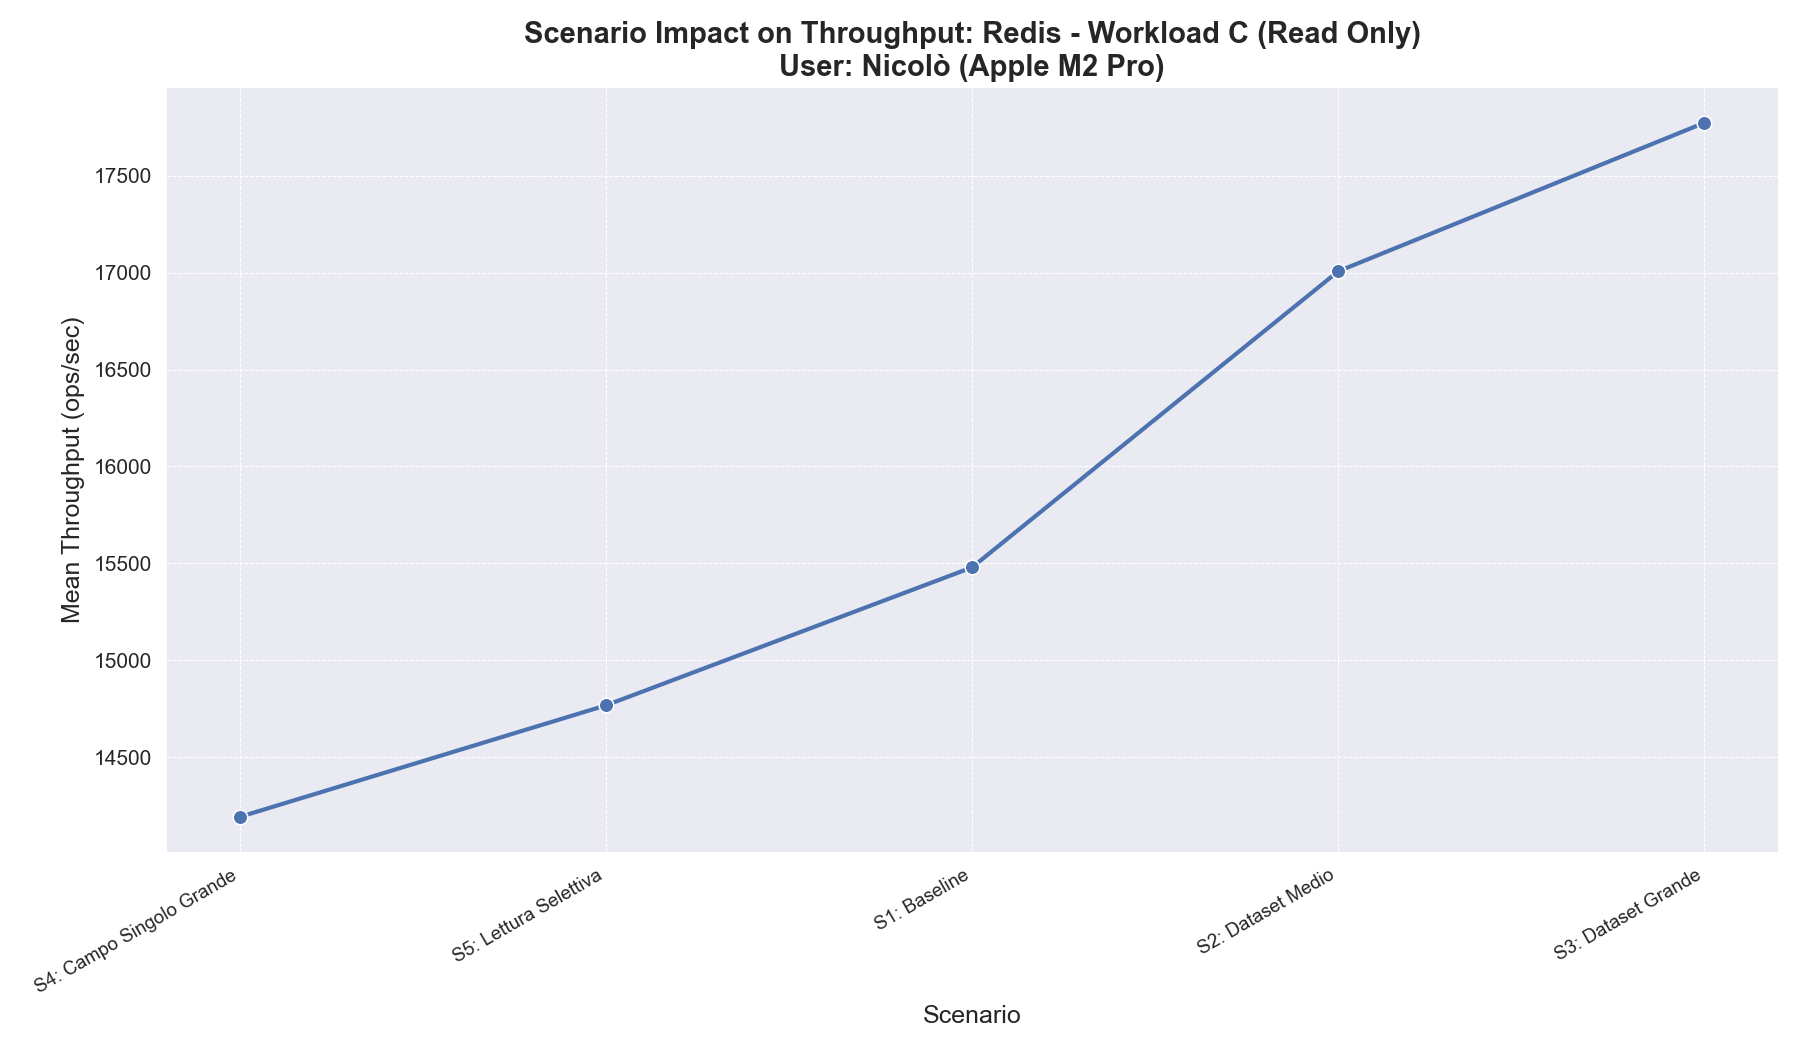 Scenario Impact on Throughput: Redis - Workload C (Read Only)
User: Nicolò (Apple M2 Pro)
Mean Throughput (ops/sec)
17500
17000
16500
16000
15500
15000
14500
S4: Campo Singolo Grande
S5: Lettura Selettiva
S1: Baseline
S2: Dataset Medio
S3: Dataset Grande
Scenario